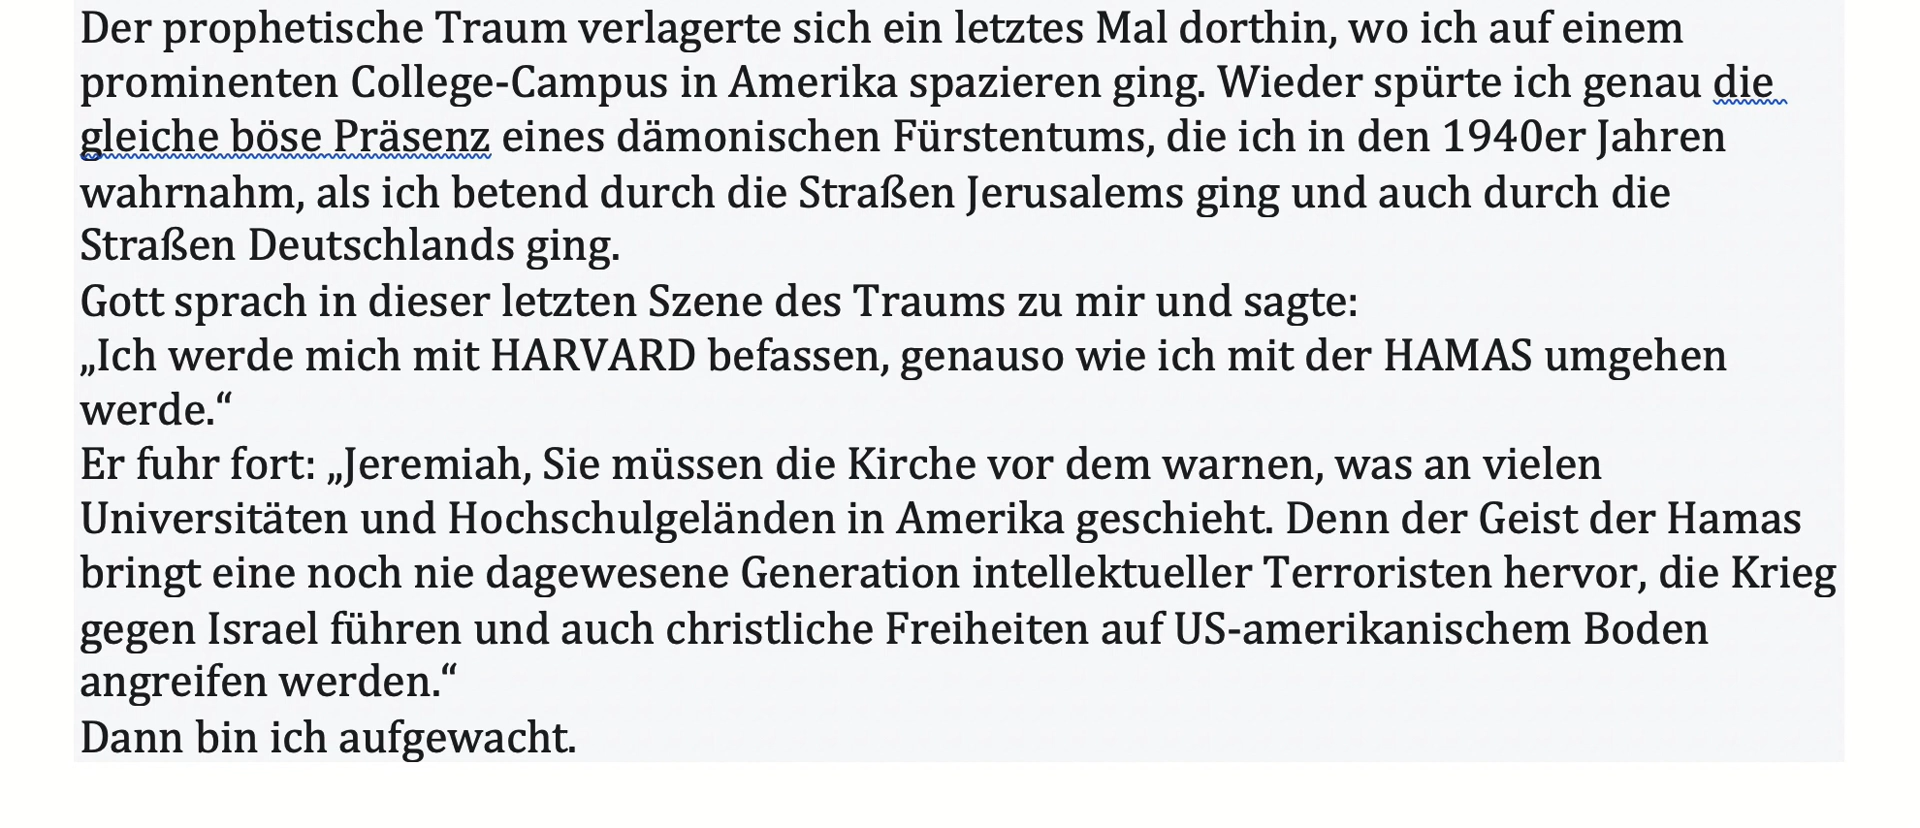 Der prophetische Traum verlagerte sich ein letztes Mal dorthin, wo ich auf einem
prominenten College-Campus in Amerika spazieren ging. Wieder spürte ich genau die
gleiche böse Präsenz eines dämonischen Fürstentums, die ich in den 1940er Jahren
wahrnahm, als ich betend durch die Straßen Jerusalems ging und auch durch die
Straßen Deutschlands ging.
Gott sprach in dieser letzten Szene des Traums zu mir und sagte:
„Ich werde mich mit HARVARD befassen, genauso wie ich mit der HAMAS umgehen
werde.“
Er fuhr fort: „Jeremiah, Sie müssen die Kirche vor dem warnen, was an vielen
Universitäten und Hochschulgeländen in Amerika geschieht. Denn der Geist der Hamas
bringt eine noch nie dagewesene Generation intellektueller Terroristen hervor, die Krieg
gegen Israel führen und auch christliche Freiheiten auf US-amerikanischem Boden
angreifen werden.“
Dann bin ich aufgewacht.